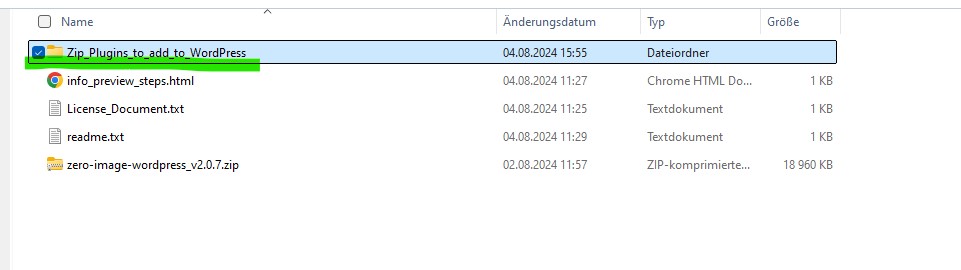 Name Änderungsdatum Typ Größe
Zip_Plugins_to_add_to_WordPress 04.08.2024 15:55 Dateiordner
info_preview_steps.html 04.08.2024 11:27 Chrome HTML Do... 1 KB
License_Document.txt 04.08.2024 11:25 Textdokument 1 KB
readme.txt 04.08.2024 11:29 Textdokument 1 KB
zero-image-wordpress_v2.0.7.zip 02.08.2024 11:57 ZIP-komprimierte... 18 960 KB